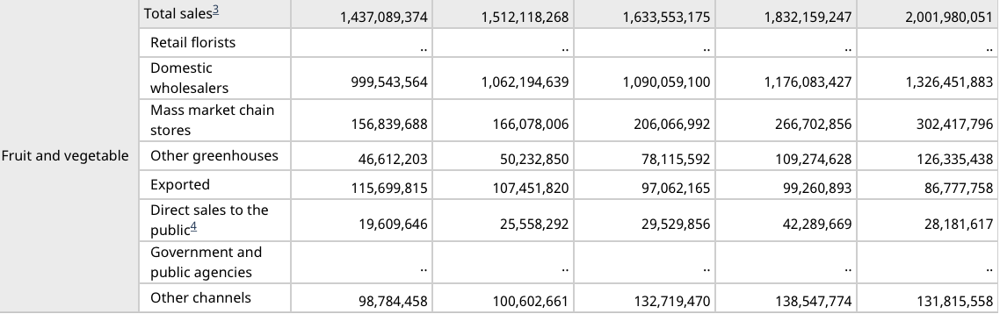 Total sales3 1,437,089,374 1,512,118,268 1,633,553,175 1,832,159,247 2,001,980,051
Retail florists .. .. .. .. ..
Domestic
wholesalers 999,543,564 1,062,194,639 1,090,059,100 1,176,083,427 1,326,451,883
Mass market chain
stores 156,839,688 166,078,006 206,066,992 266,702,856 302,417,796
Fruit and vegetable Other greenhouses 46,612,203 50,232,850 78,115,592 109,274,628 126,335,438
Exported 115,699,815 107,451,820 97,062,165 99,260,893 86,777,758
Direct sales to the
public4 19,609,646 25,558,292 29,529,856 42,289,669 28,181,617
Government and
public agencies .. .. .. .. ..
Other channels 98,784,458 100,602,661 132,719,470 138,547,774 131,815,558